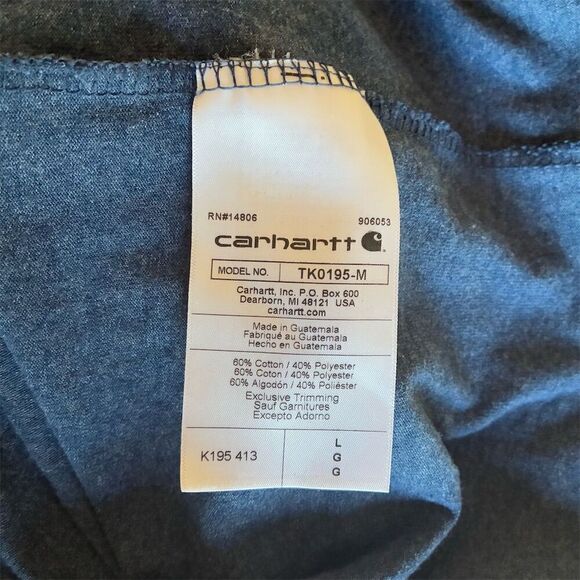 RN#14806 906053
carhartt
MODEL NO. TK0195-M
Carhartt, Inc. P.O. Box 600
Dearborn, MI 48121 USA
carhartt.com
Made in Guatemala
Fabriqué au Guatemala
Hecho en Guatemala
60% Cotton / 40% Polyester
60% Coton / 40% Polyester
60% Algodón / 40% Poliéster
Exclusive Trimming
Sauf Garnitures
Excepto Adorno
K195 413
L
G
G